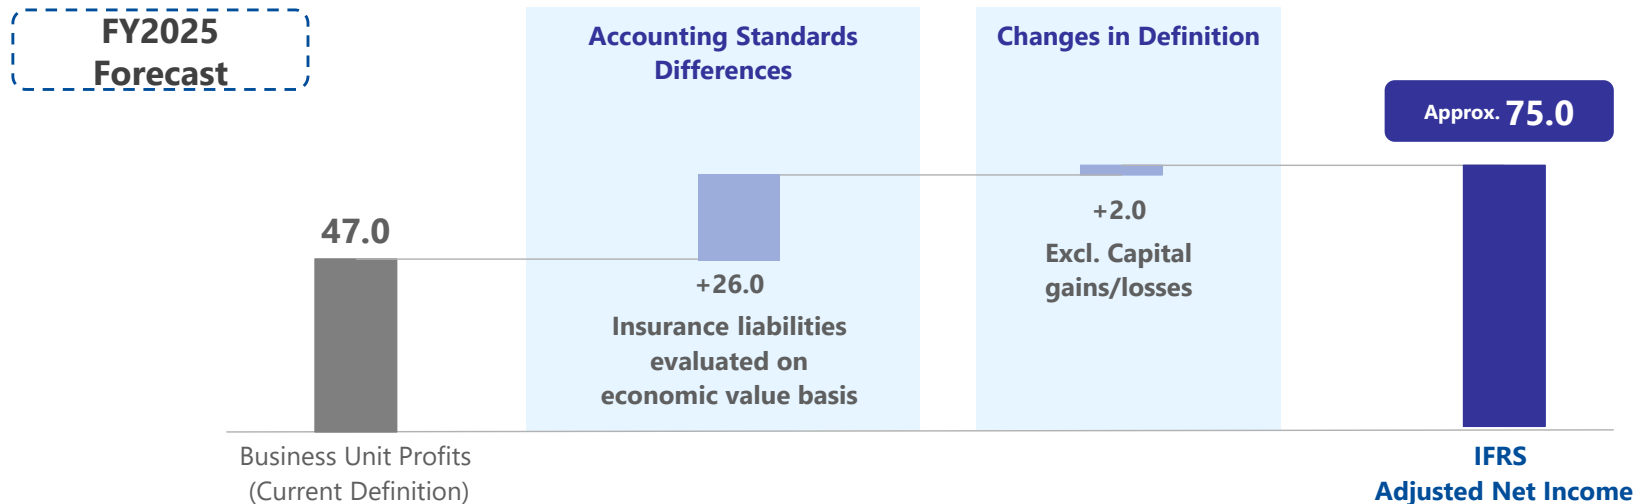 FY2025
Forecast
Accounting Standards
Differences
Changes in Definition
Approx. 75.0
47.0
+26.0
Insurance liabilities
evaluated on
economic value basis
+2.0
Excl. Capital
gains/losses
Business Unit Profits
(Current Definition)
IFRS
Adjusted Net Income